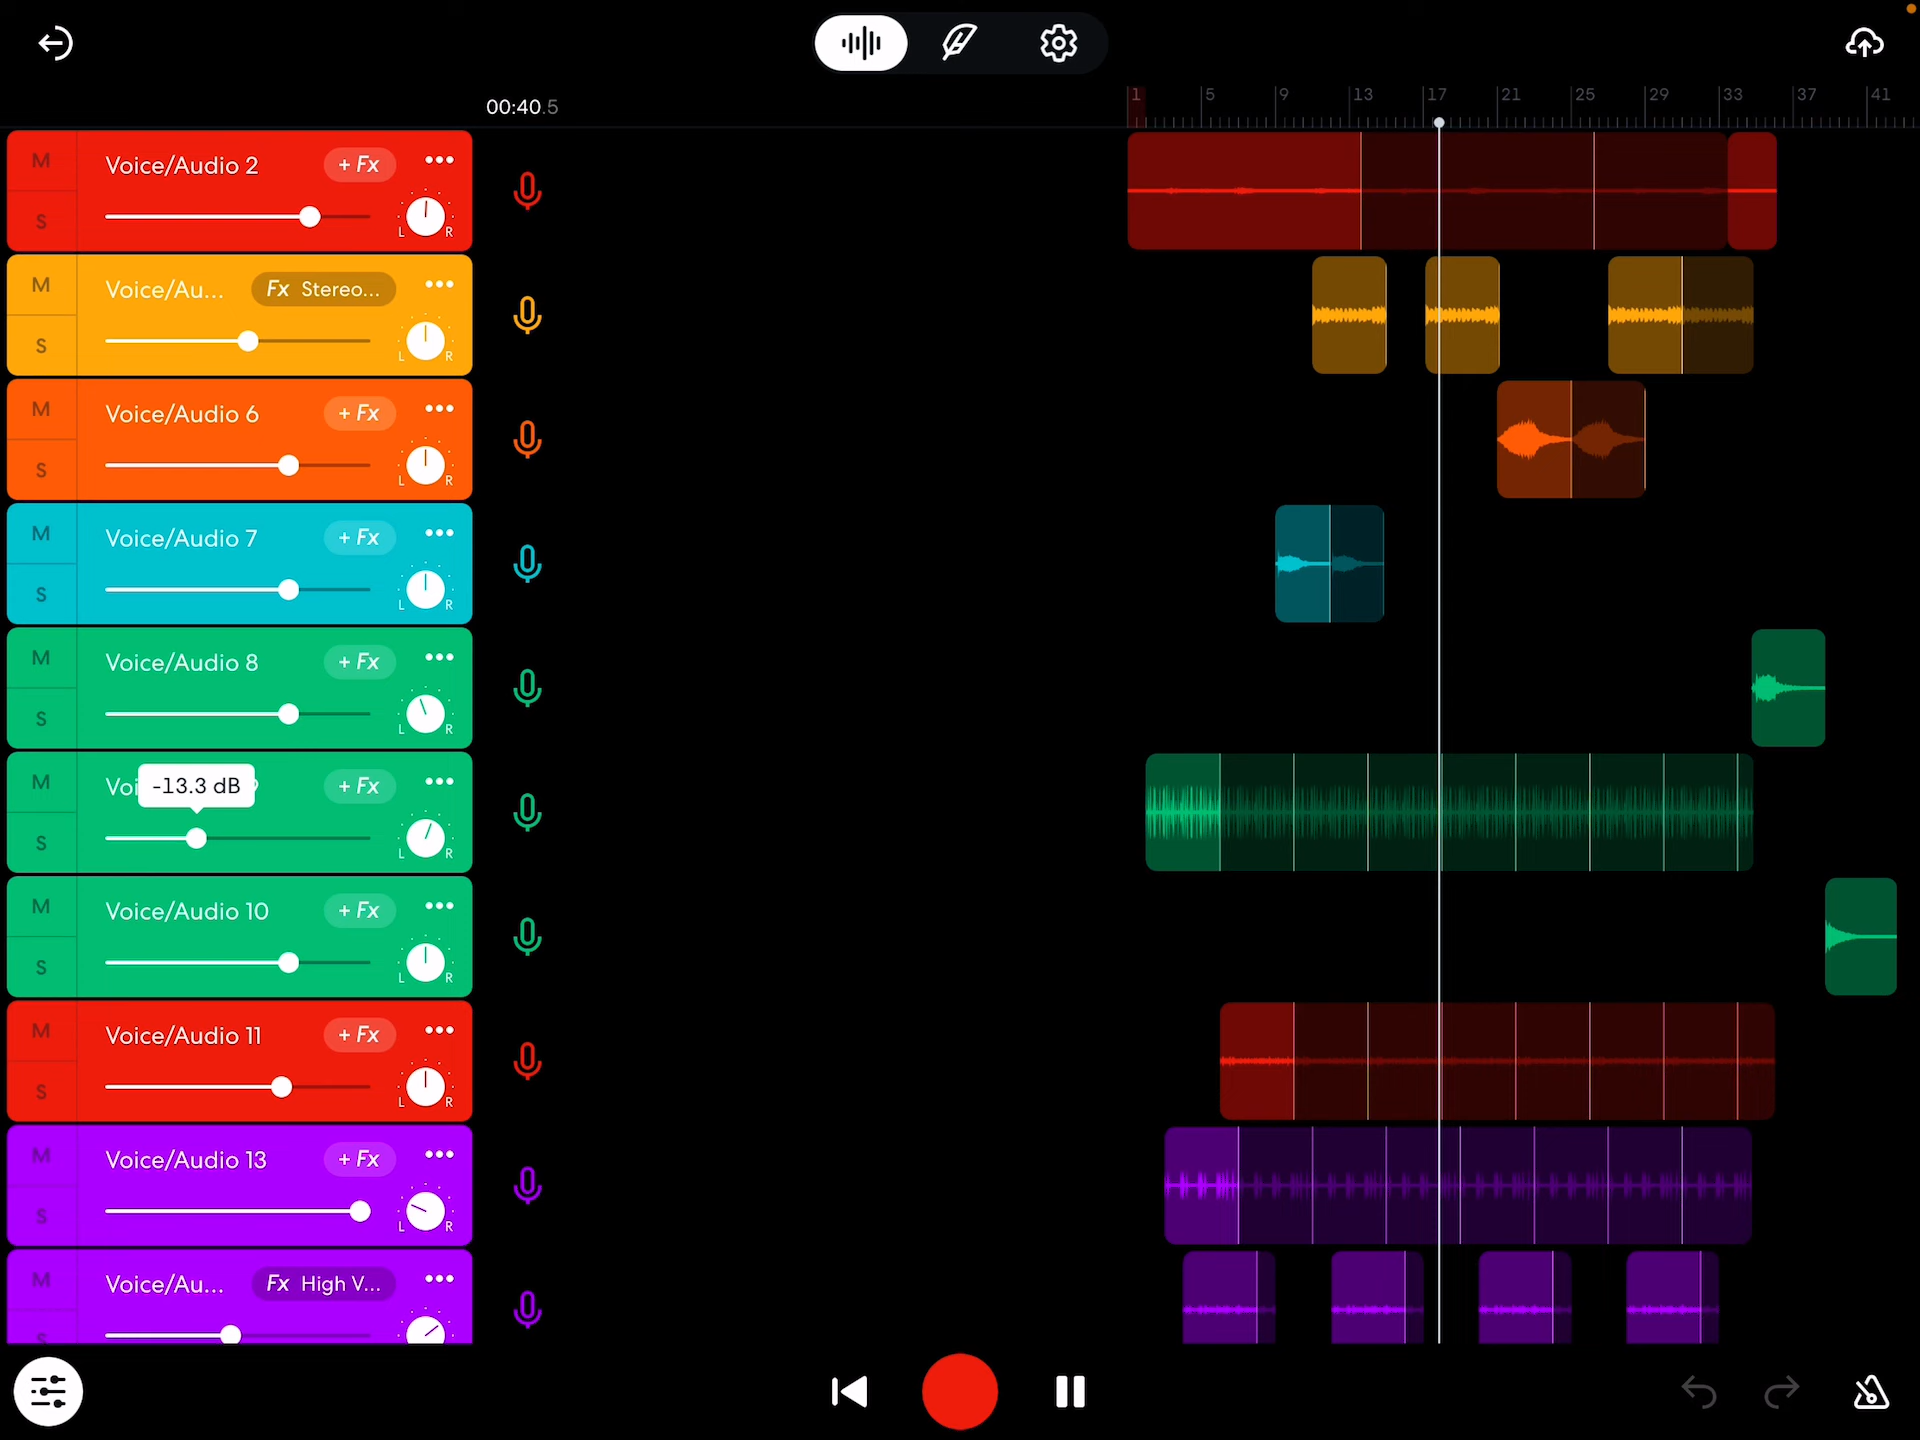 00:40.5
1 5 9 13 17 21 25 29 33 37 41
M Voice/Audio 2 + Fx
S L R
M Voice/Au... Fx Stereo...
S L R
M Voice/Audio 6 + Fx
S L R
M Voice/Audio 7 + Fx
S L R
M Voice/Audio 8 + Fx
S L R
-13.3 dB
M + Fx
S L R
M Voice/Audio 10 + Fx
S L R
M Voice/Audio 11 + Fx
S L R
M Voice/Audio 13 + Fx
S L R
M Voice/Au... Fx High V...
S